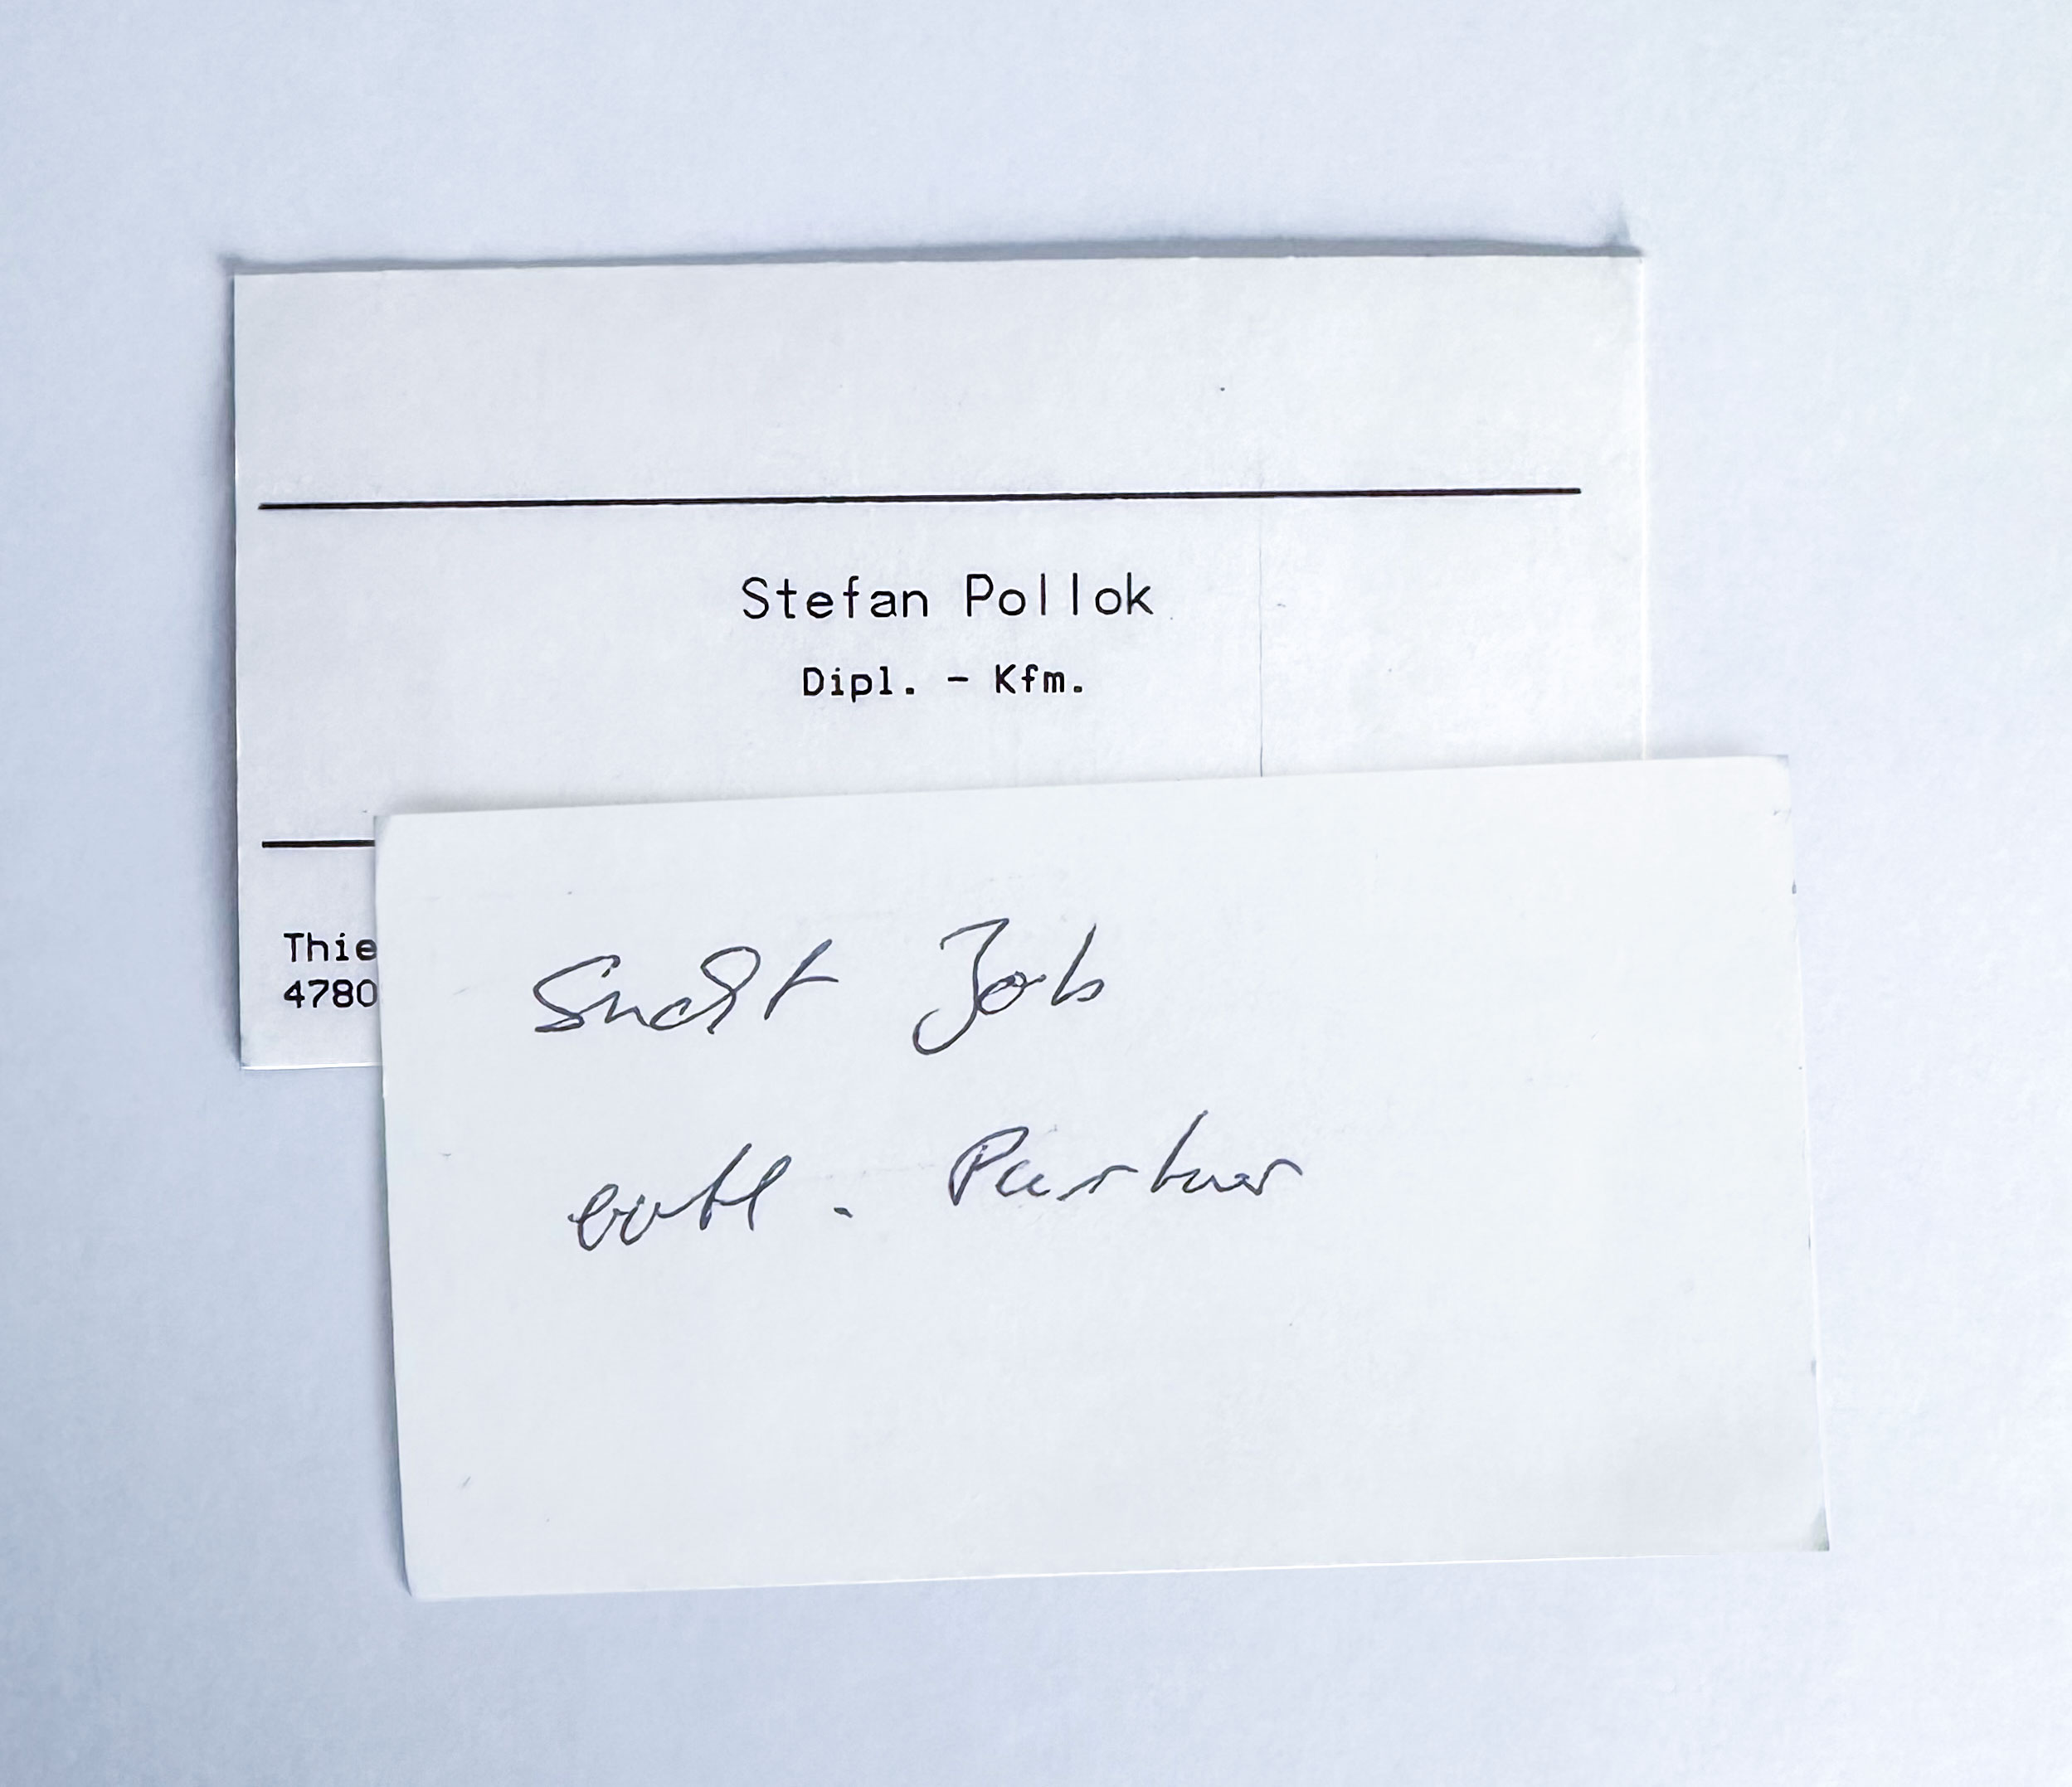 Stefan Pollok
Dipl. - Kfm.
Thie
4780
Sucht Job
evtl. Partner